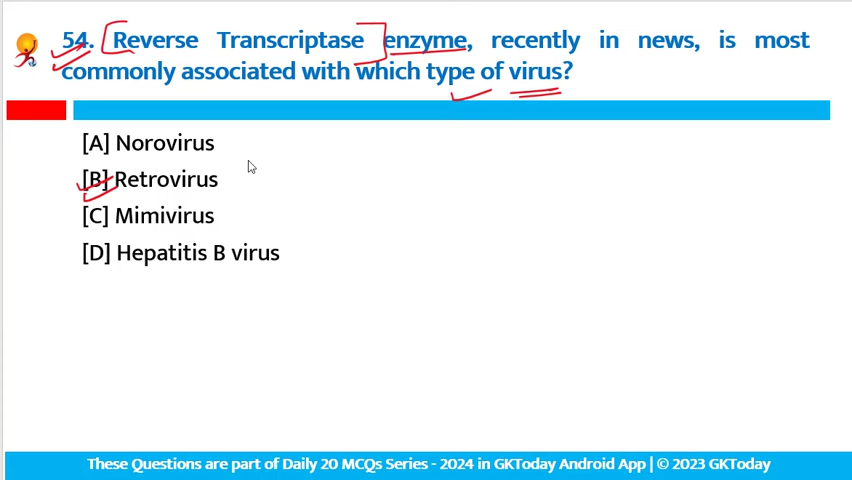 54. Reverse Transcriptase enzyme, recently in news, is most
commonly associated with which type of virus?
[A] Norovirus
[B] Retrovirus
[C] Mimivirus
[D] Hepatitis B virus
These Questions are part of Daily 20 MCQs Series - 2024 in GKToday Android App | © 2023 GKToday